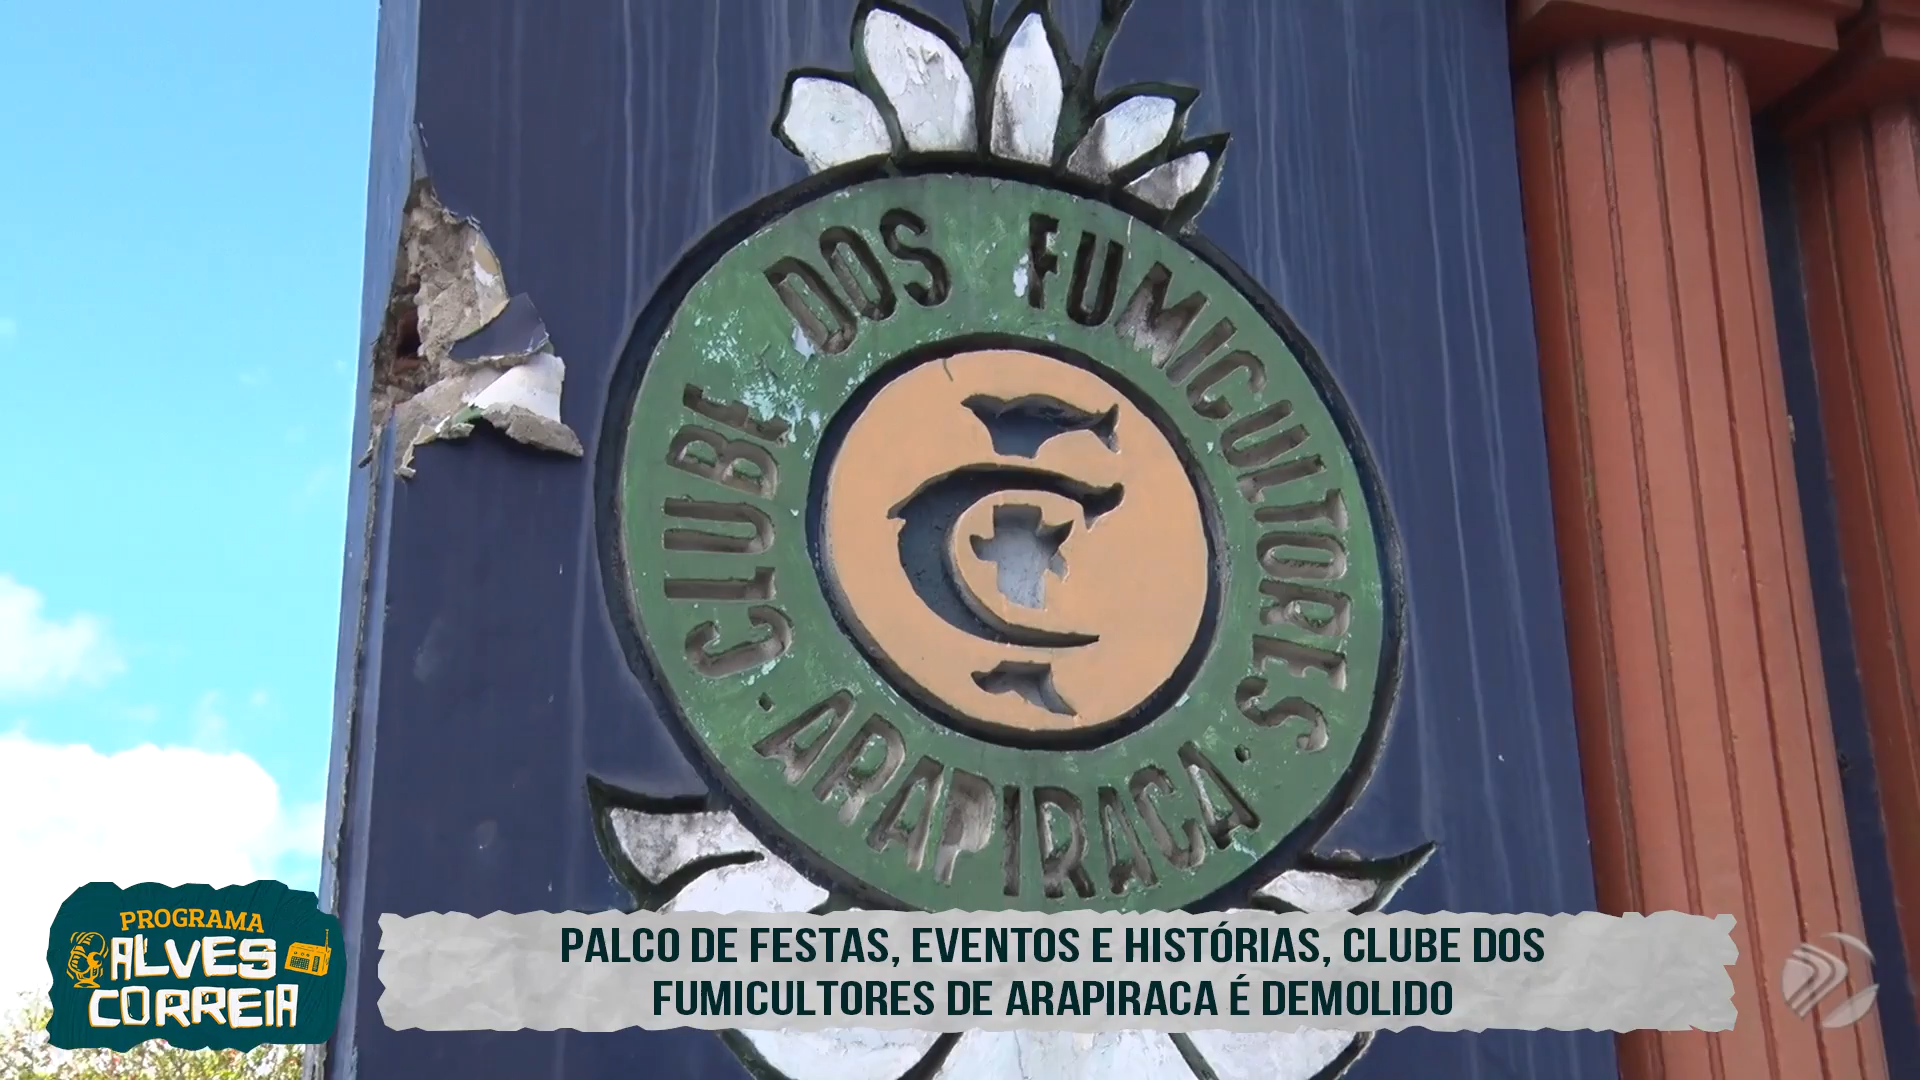 CLUBE DOS FUMICULTORES
· ARAPIRACA ·
PROGRAMA
ALVES
CORREIA
PALCO DE FESTAS, EVENTOS E HISTÓRIAS, CLUBE DOS
FUMICULTORES DE ARAPIRACA É DEMOLIDO